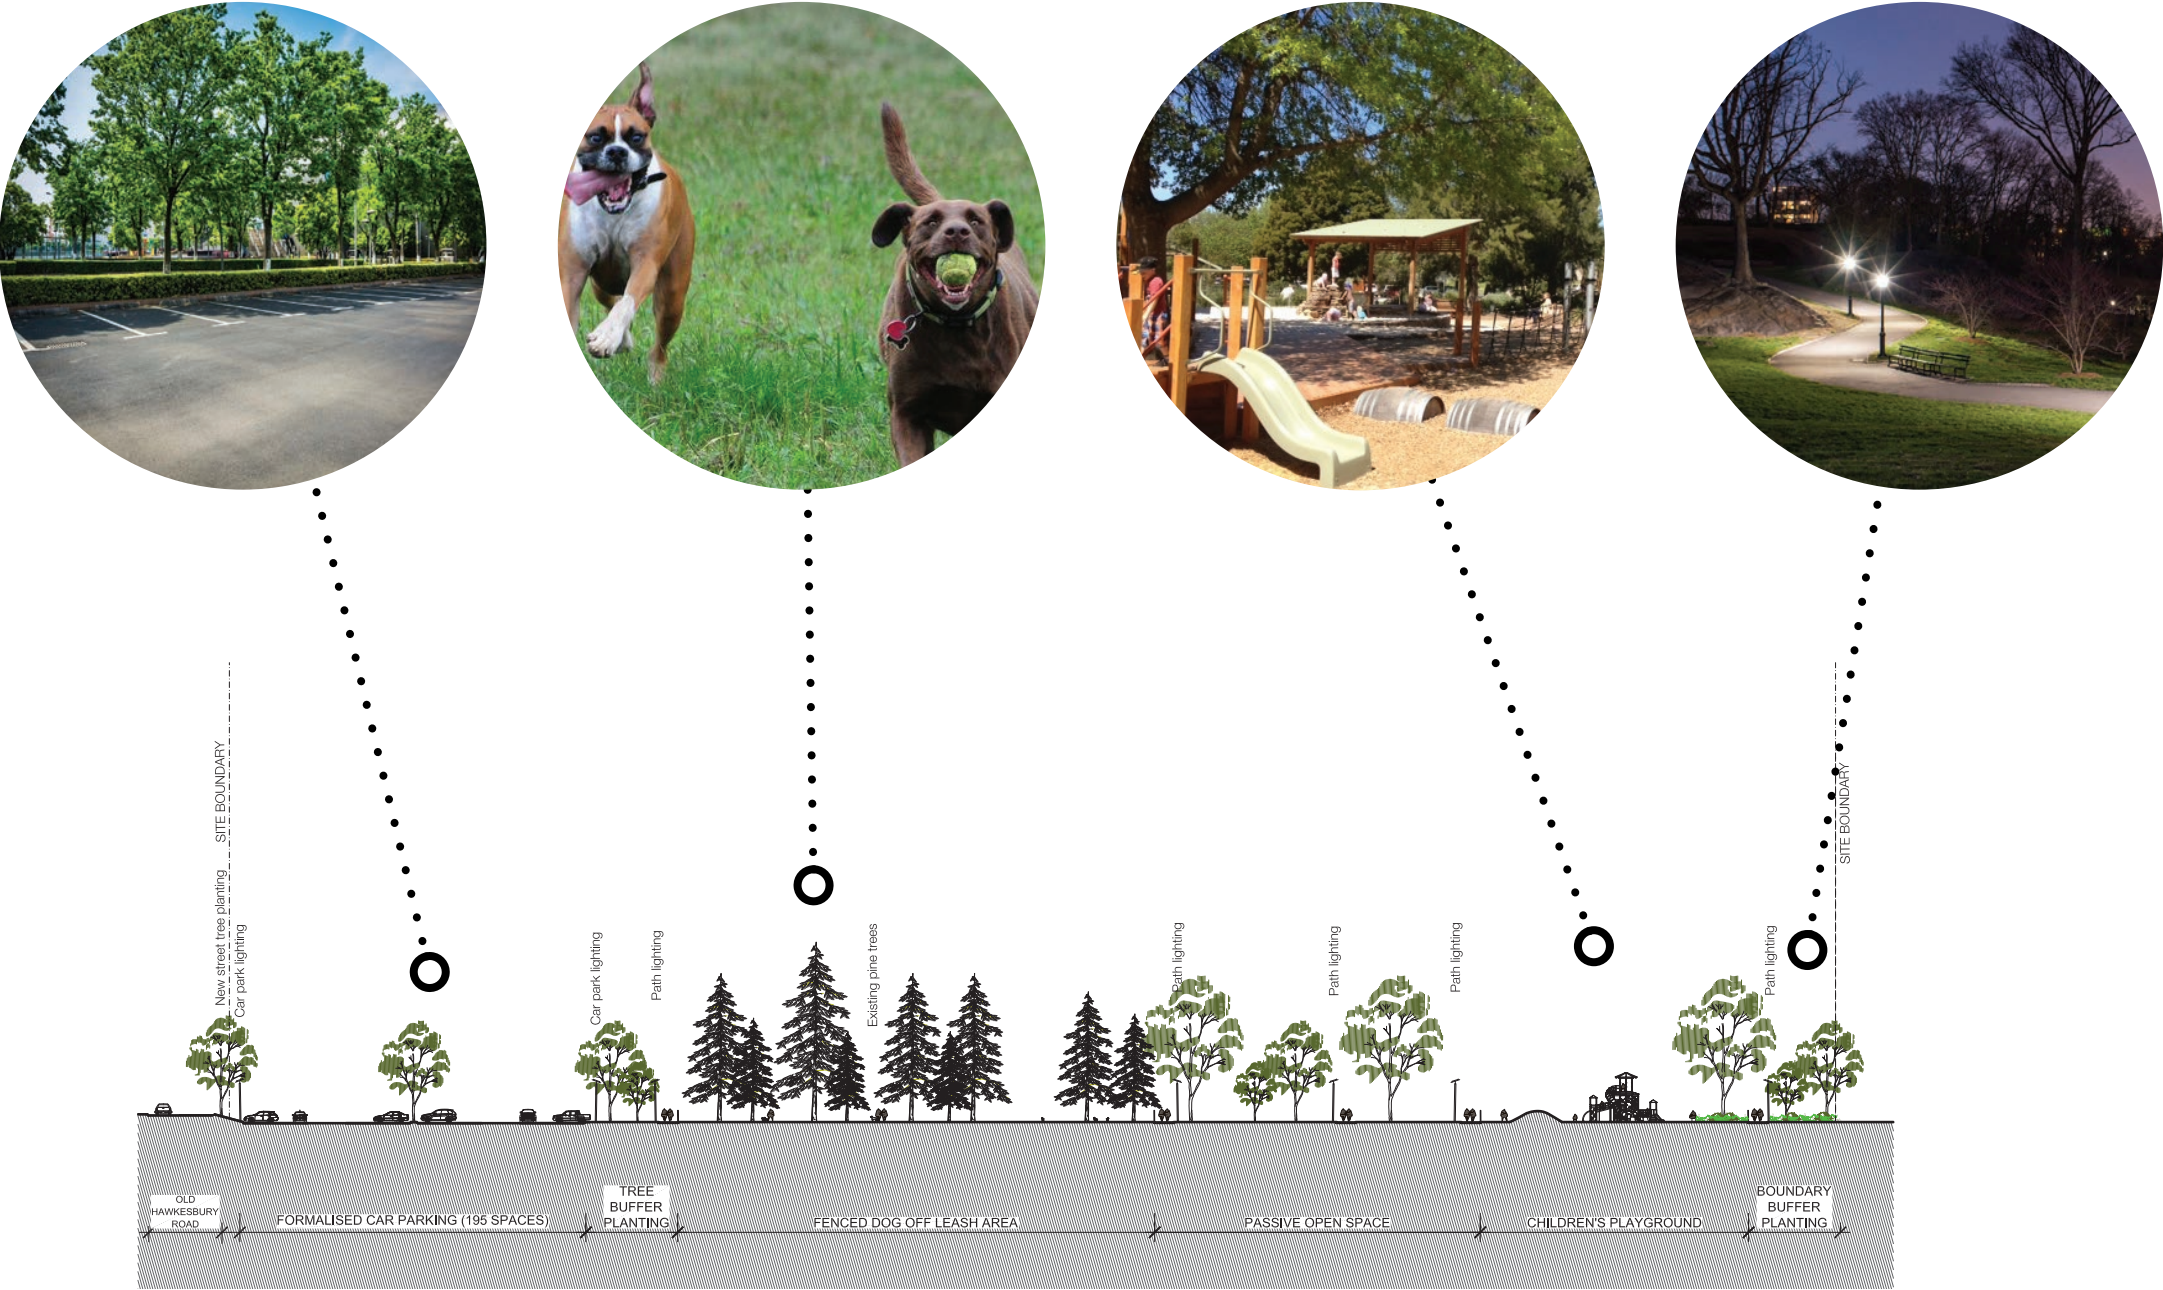 SITE BOUNDARY
New street tree planting
Car park lighting
Car park lighting
Path lighting
Existing pine trees
Path lighting
Path lighting
Path lighting
Path lighting
SITE BOUNDARY
OLD
HAWKESBURY
ROAD
FORMALISED CAR PARKING (195 SPACES)
TREE
BUFFER
PLANTING
FENCED DOG OFF LEASH AREA
PASSIVE OPEN SPACE
CHILDREN'S PLAYGROUND
BOUNDARY
BUFFER
PLANTING